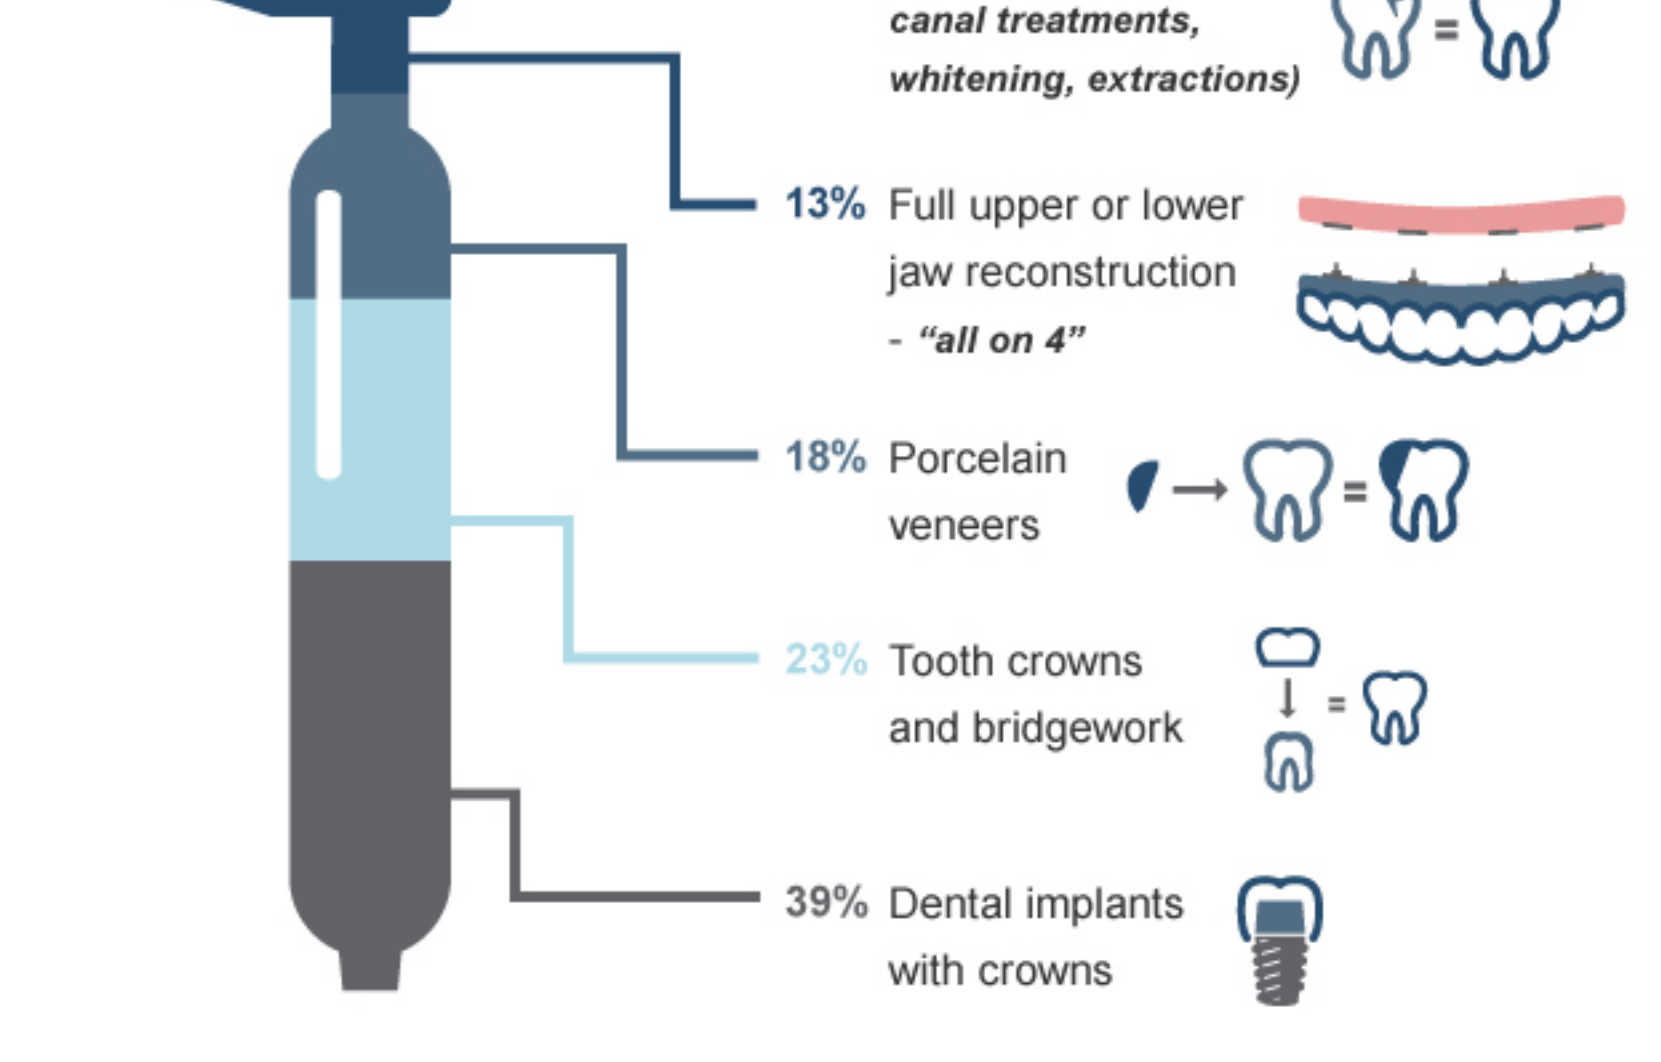 canal treatments,
whitening, extractions)
13% Full upper or lower
jaw reconstruction
- “all on 4”
18% Porcelain
veneers
23% Tooth crowns
and bridgework
39% Dental implants
with crowns